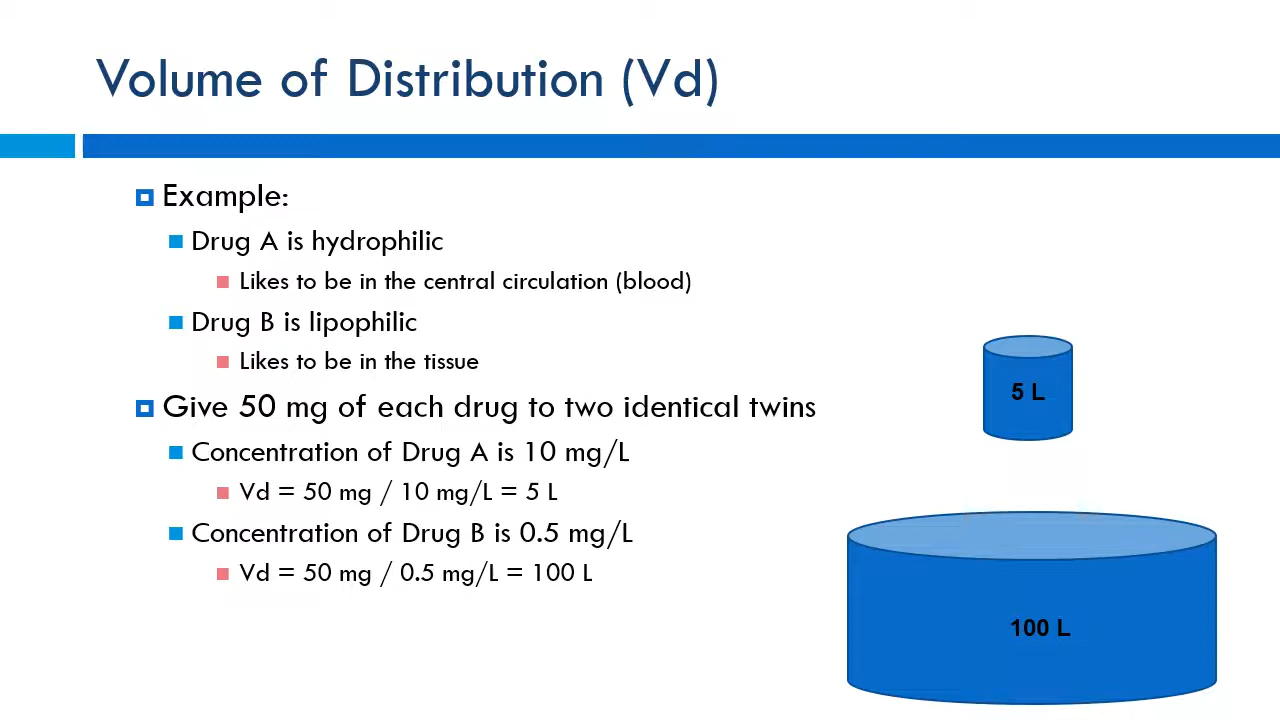 Volume of Distribution (Vd)
Example:
Drug A is hydrophilic
Likes to be in the central circulation (blood)
Drug B is lipophilic
Likes to be in the tissue
Give 50 mg of each drug to two identical twins
Concentration of Drug A is 10 mg/L
Vd = 50 mg / 10 mg/L = 5 L
Concentration of Drug B is 0.5 mg/L
Vd = 50 mg / 0.5 mg/L = 100 L
5 L
100 L